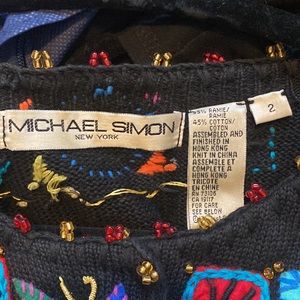 MICHAEL SIMON
NEW YORK
2
55% RAMIE/
RAMIE
45% COTTON/
COTON
ASSEMBLED AND
FINISHED IN
HONG KONG
KNIT IN CHINA
ASSEMBLE ET
COMPLETE A
HONG KONG
TRICOTE
EN CHINE
RN 73106
CA 19117
FOR CARE
SEE BELOW